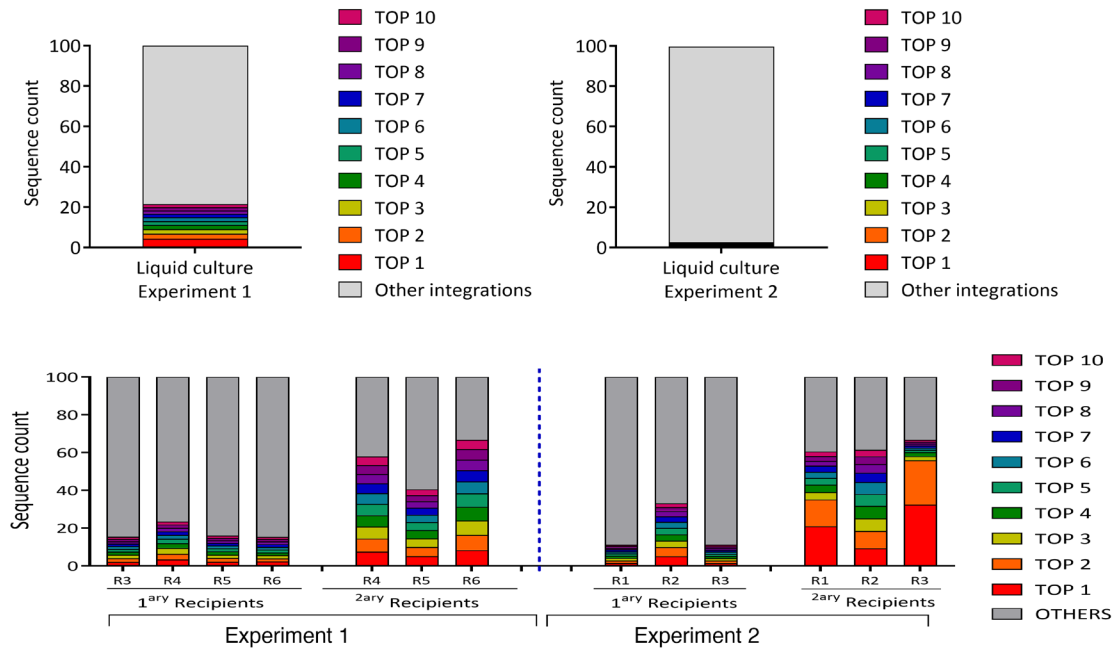 100
80
60
40
20
0
Sequence count
Liquid culture
Experiment 1
TOP 10
TOP 9
TOP 8
TOP 7
TOP 6
TOP 5
TOP 4
TOP 3
TOP 2
TOP 1
Other integrations
100
80
60
40
20
0
Sequence count
Liquid culture
Experiment 2
TOP 10
TOP 9
TOP 8
TOP 7
TOP 6
TOP 5
TOP 4
TOP 3
TOP 2
TOP 1
Other integrations
100
80
60
40
20
0
Sequence count
R3 R4 R5 R6 R4 R5 R6 R1 R2 R3 R1 R2 R3
1ary Recipients 2ary Recipients 1ary Recipients 2ary Recipients
Experiment 1 Experiment 2
TOP 10
TOP 9
TOP 8
TOP 7
TOP 6
TOP 5
TOP 4
TOP 3
TOP 2
TOP 1
OTHERS